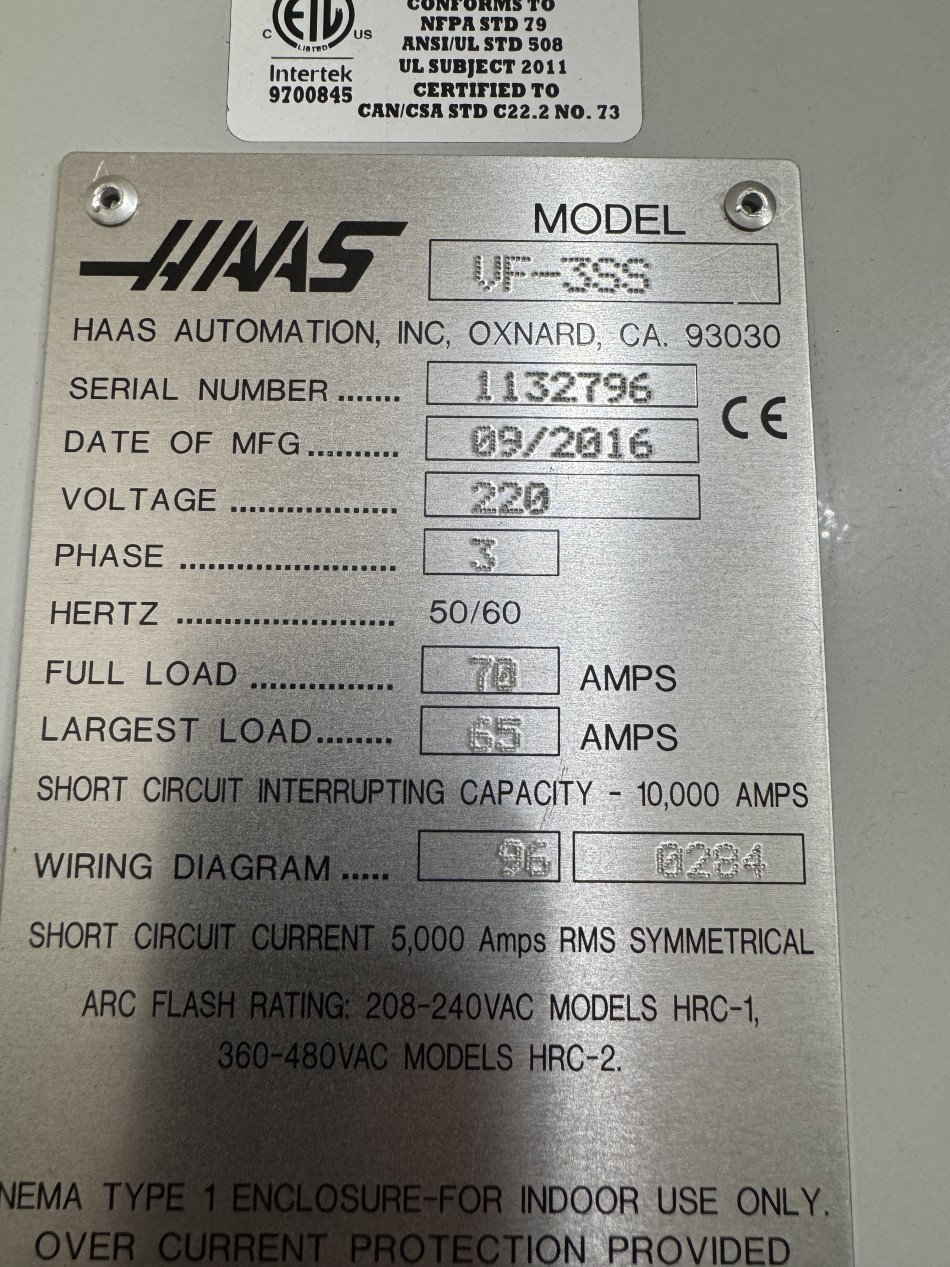 CONFORMS TO
NFPA STD 79
ANSI/UL STD 508
UL SUBJECT 2011
CERTIFIED TO
CAN/CSA STD C22.2 NO. 73
C ETL US
LISTED
Intertek
9700845
HAAS
MODEL
VF-3SS
HAAS AUTOMATION, INC, OXNARD, CA. 93030
SERIAL NUMBER ....... 1132796
CE
DATE OF MFG .......... 09/2016
VOLTAGE .................. 220
PHASE ....................... 3
HERTZ ....................... 50/60
FULL LOAD ............... 70 AMPS
LARGEST LOAD........ 65 AMPS
SHORT CIRCUIT INTERRUPTING CAPACITY - 10,000 AMPS
WIRING DIAGRAM ..... 96 0284
SHORT CIRCUIT CURRENT 5,000 Amps RMS SYMMETRICAL
ARC FLASH RATING: 208-240VAC MODELS HRC-1,
360-480VAC MODELS HRC-2.
NEMA TYPE 1 ENCLOSURE-FOR INDOOR USE ONLY.
OVER CURRENT PROTECTION PROVIDED